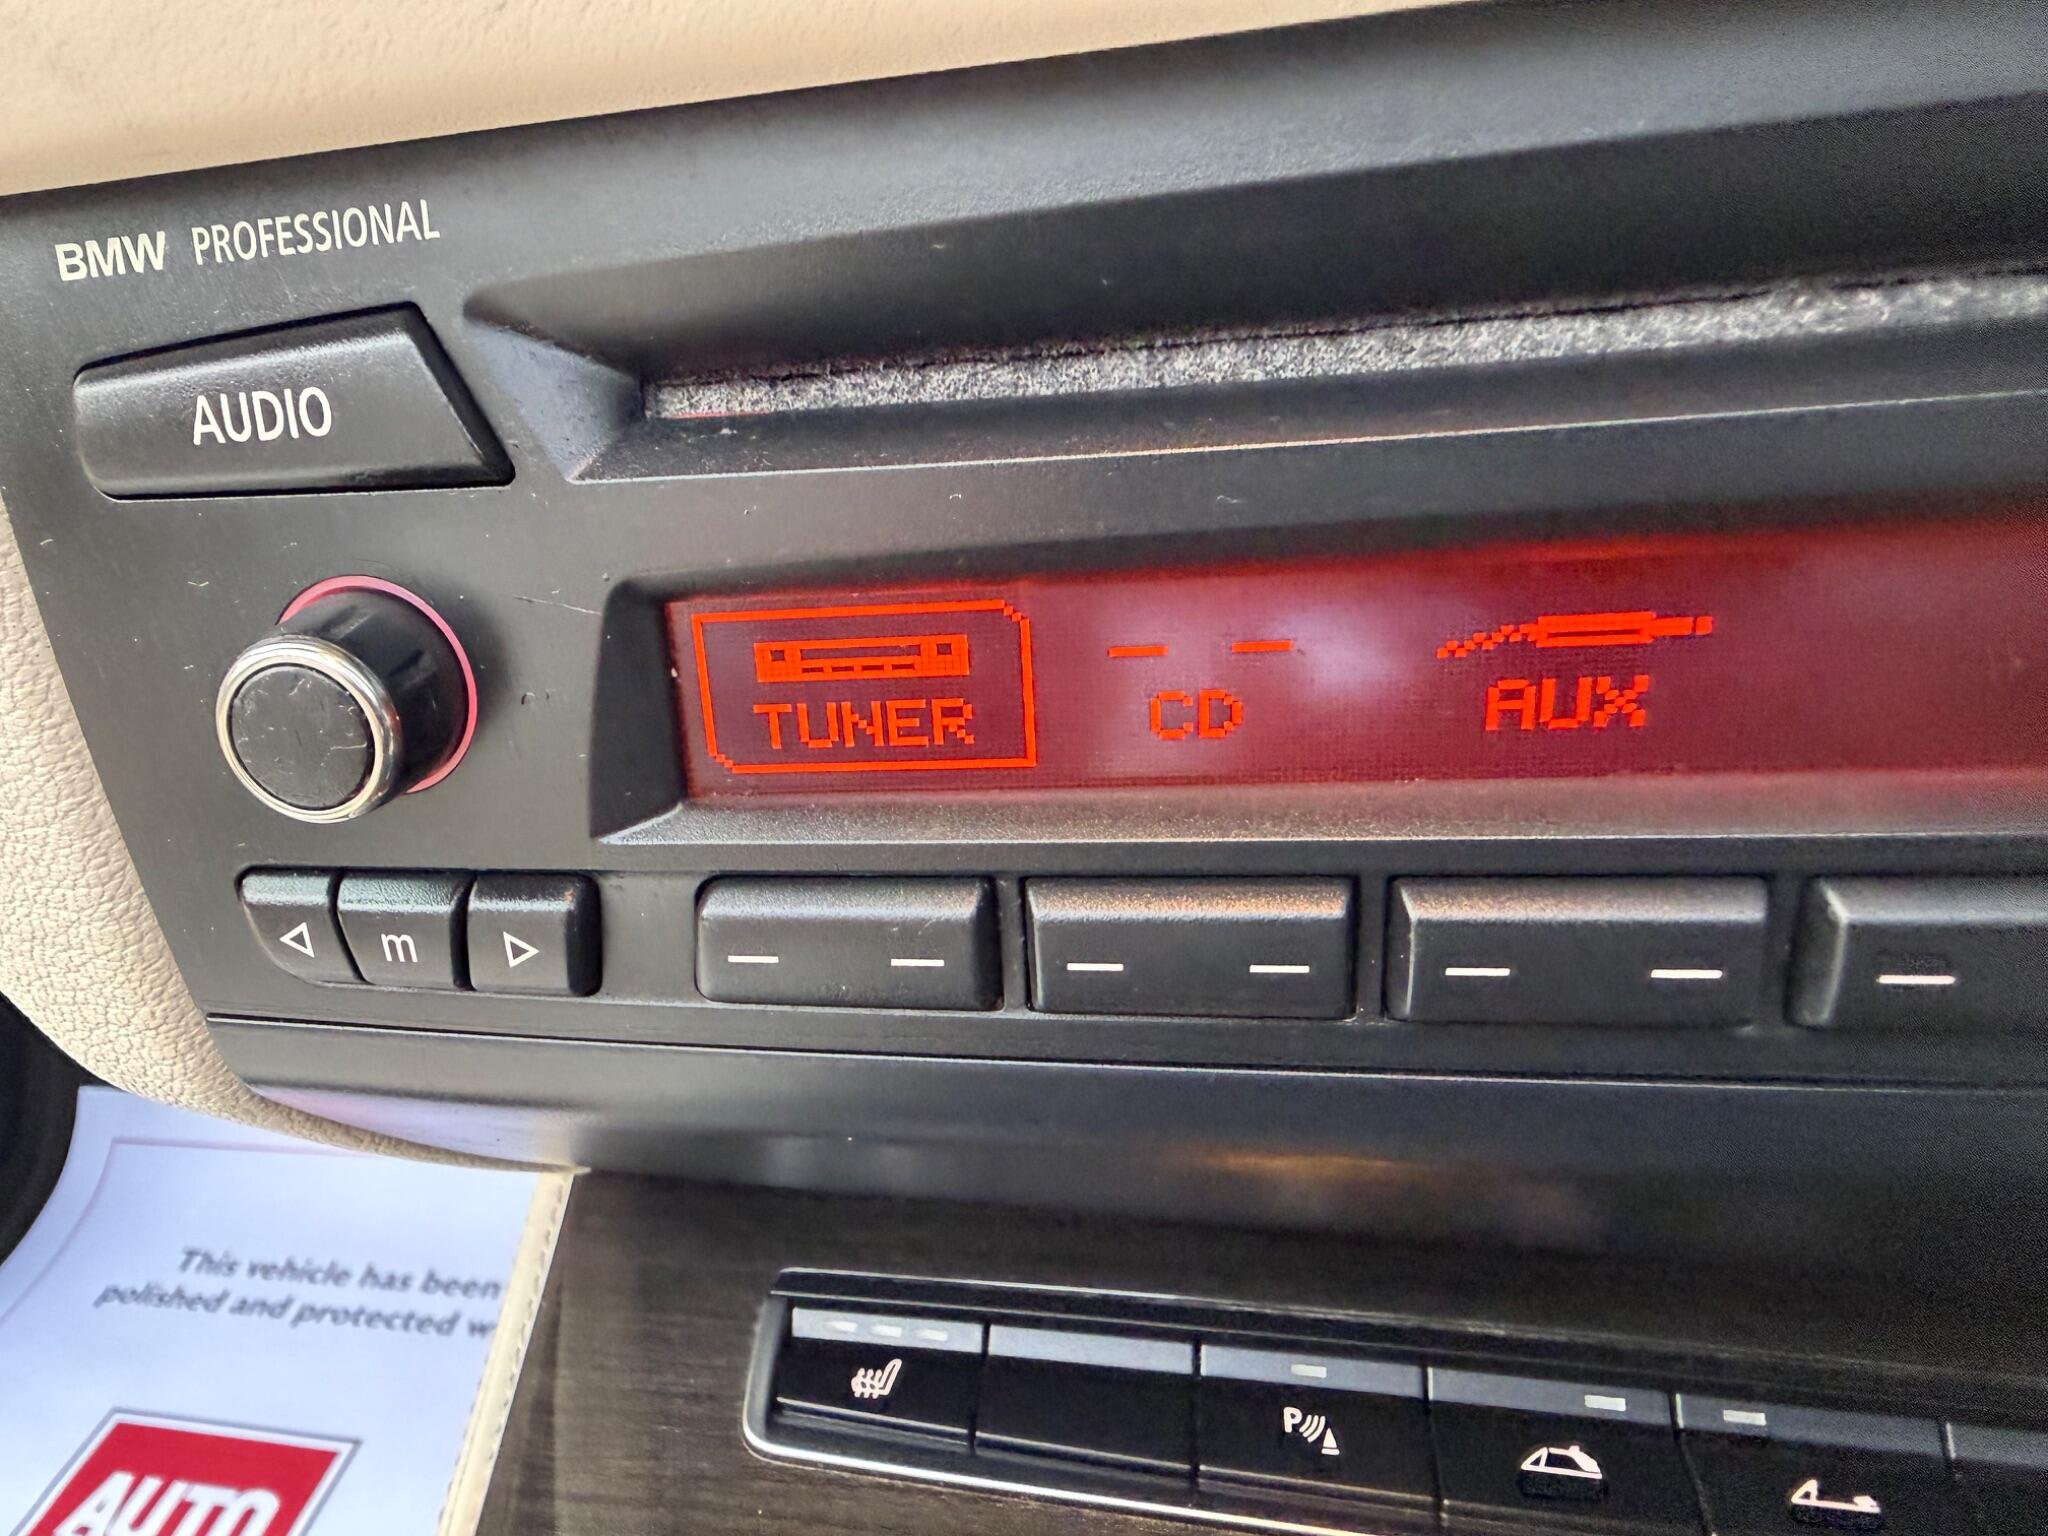 BMW PROFESSIONAL
AUDIO
TUNER
CD
AUX
m
This vehicle has been
polished and protected w
P
AUTO